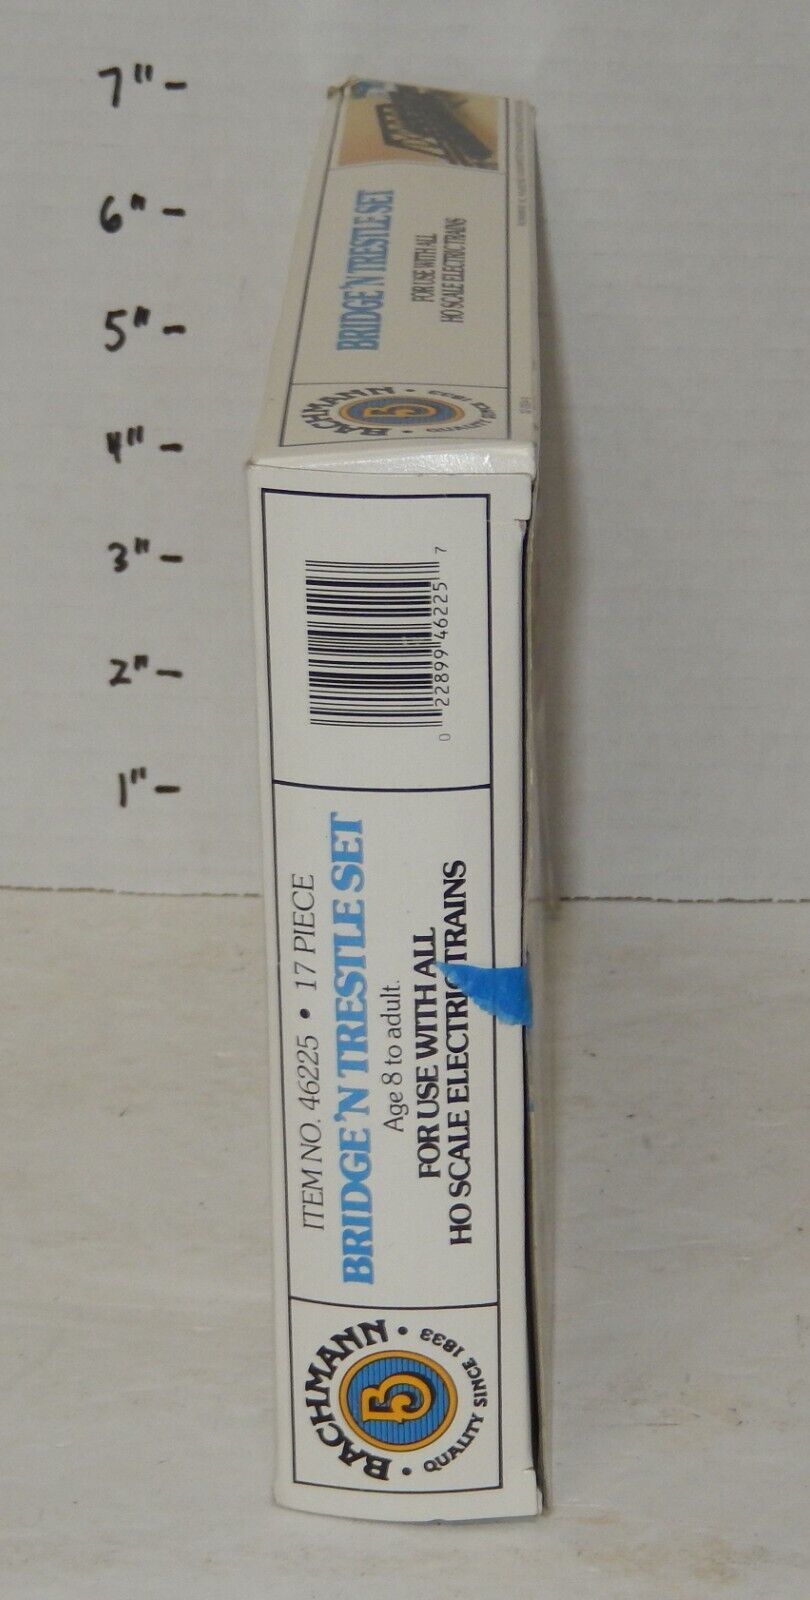 7"-
6"-
5"-
4"-
3"-
2"-
1"-
BRIDGE 'N TRESTLE SET
FOR USE WITH ALL
HO SCALE ELECTRIC TRAINS
BACHMANN
QUALITY SINCE 1833
B
0 22899 46225 7
ITEM NO. 46225 • 17 PIECE
BRIDGE 'N TRESTLE SET
Age 8 to adult.
FOR USE WITH ALL
HO SCALE ELECTRIC TRAINS
• BACHMANN •
QUALITY SINCE 1833
B